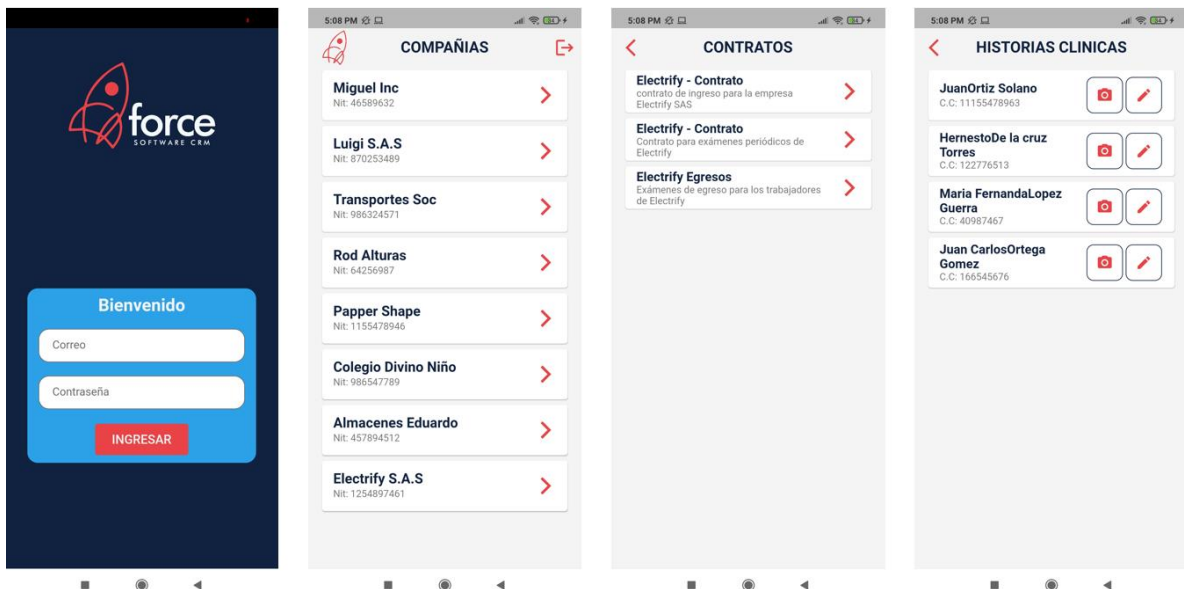 force
SOFTWARE CRM
Bienvenido
Correo
Contraseña
INGRESAR
5:08 PM
COMPAÑIAS
Miguel Inc
Nit: 46589632
Luigi S.A.S
Nit: 870253489
Transportes Soc
Nit: 986324571
Rod Alturas
Nit: 64256987
Papper Shape
Nit: 1155478946
Colegio Divino Niño
Nit: 986547789
Almacenes Eduardo
Nit: 457894512
Electrify S.A.S
Nit: 1254897461
5:08 PM
CONTRATOS
Electrify - Contrato
contrato de ingreso para la empresa
Electrify SAS
Electrify - Contrato
Contrato para exámenes periódicos de
Electrify
Electrify Egresos
Exámenes de egreso para los trabajadores
de Electrify
5:08 PM
HISTORIAS CLINICAS
JuanOrtiz Solano
C.C: 11155478963
HernestoDe la cruz
Torres
C.C: 122776513
Maria FernandaLopez
Guerra
C.C: 40987467
Juan CarlosOrtega
Gomez
C.C: 166545676